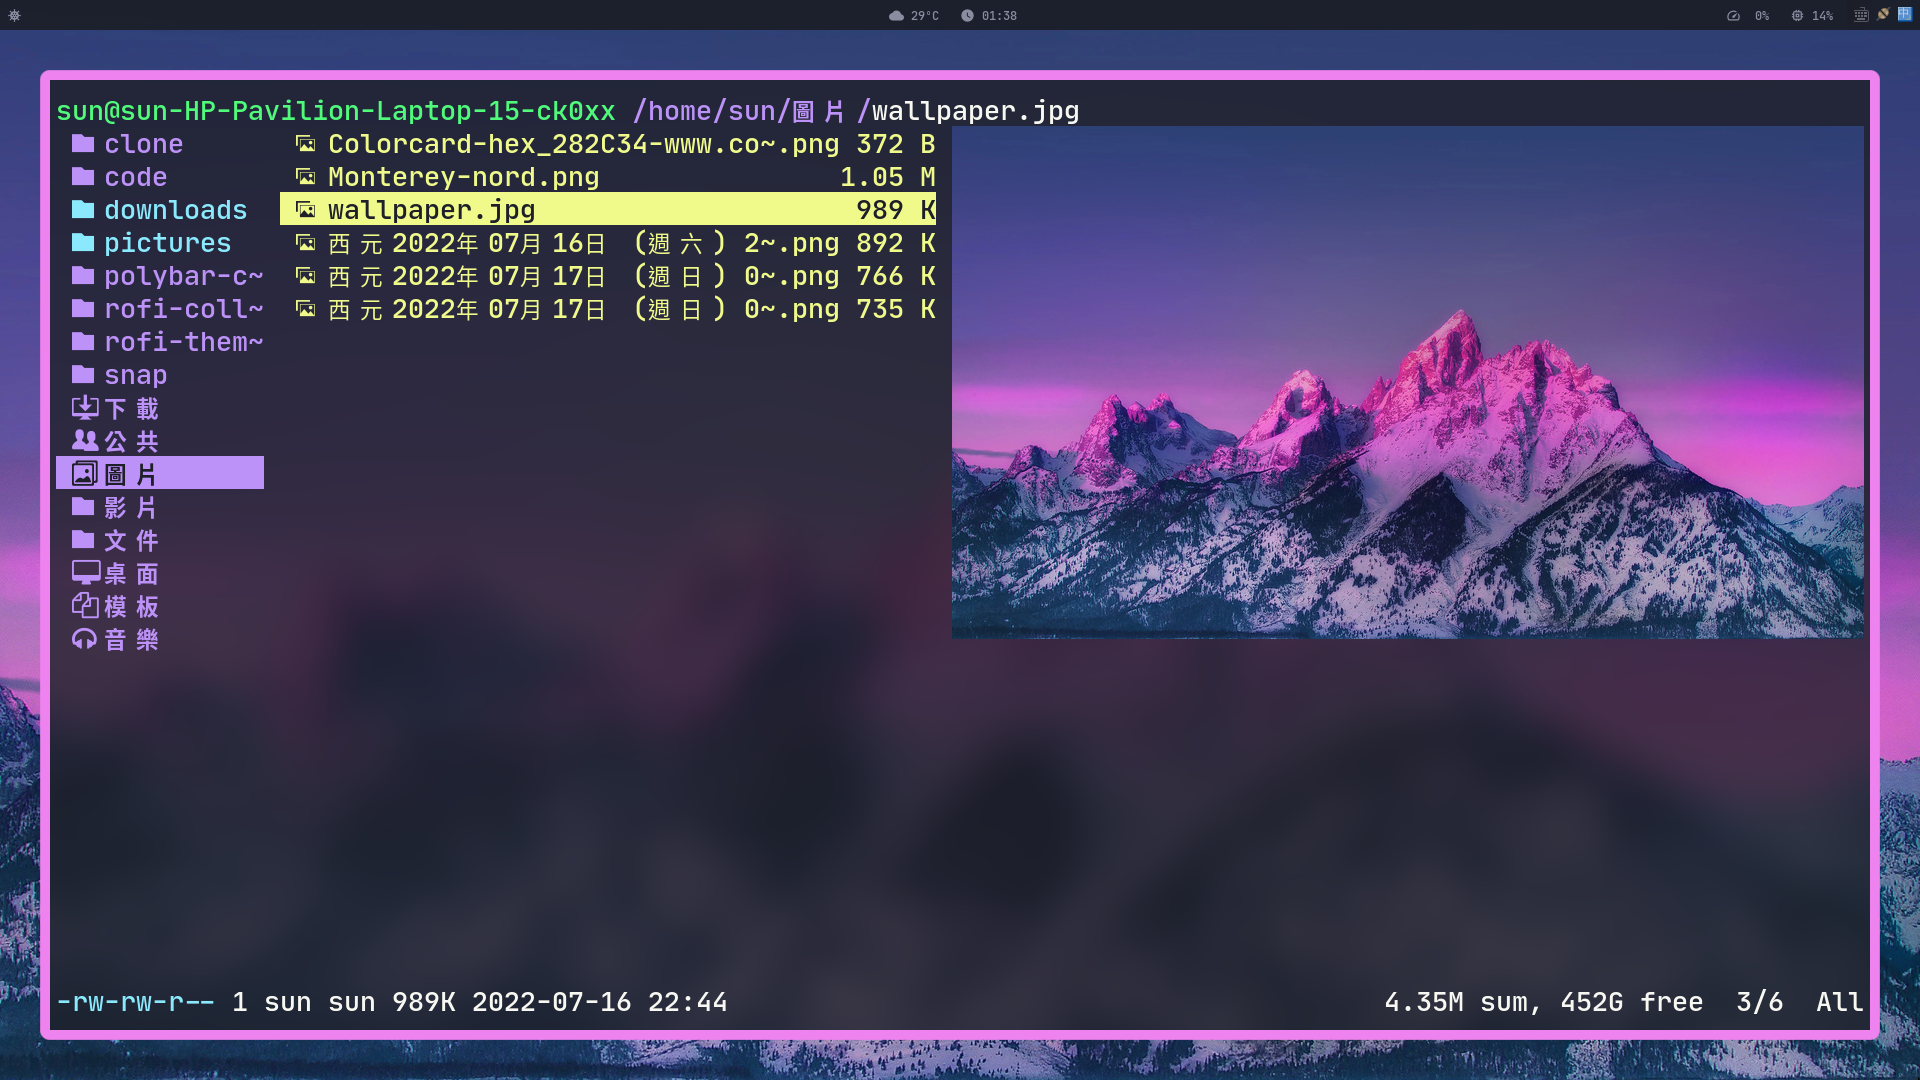 29°C 01:38 0% 14% 中
sun@sun-HP-Pavilion-Laptop-15-ck0xx /home/sun/圖片/wallpaper.jpg
clone Colorcard-hex_282C34-www.co~.png 372 B
code Monterey-nord.png 1.05 M
downloads wallpaper.jpg 989 K
pictures 西元2022年07月16日 (週六) 2~.png 892 K
polybar-c~ 西元2022年07月17日 (週日) 0~.png 766 K
rofi-coll~ 西元2022年07月17日 (週日) 0~.png 735 K
rofi-them~
snap
下載
公共
圖片
影片
文件
桌面
模板
音樂
-rw-rw-r-- 1 sun sun 989K 2022-07-16 22:44 4.35M sum, 452G free 3/6 All